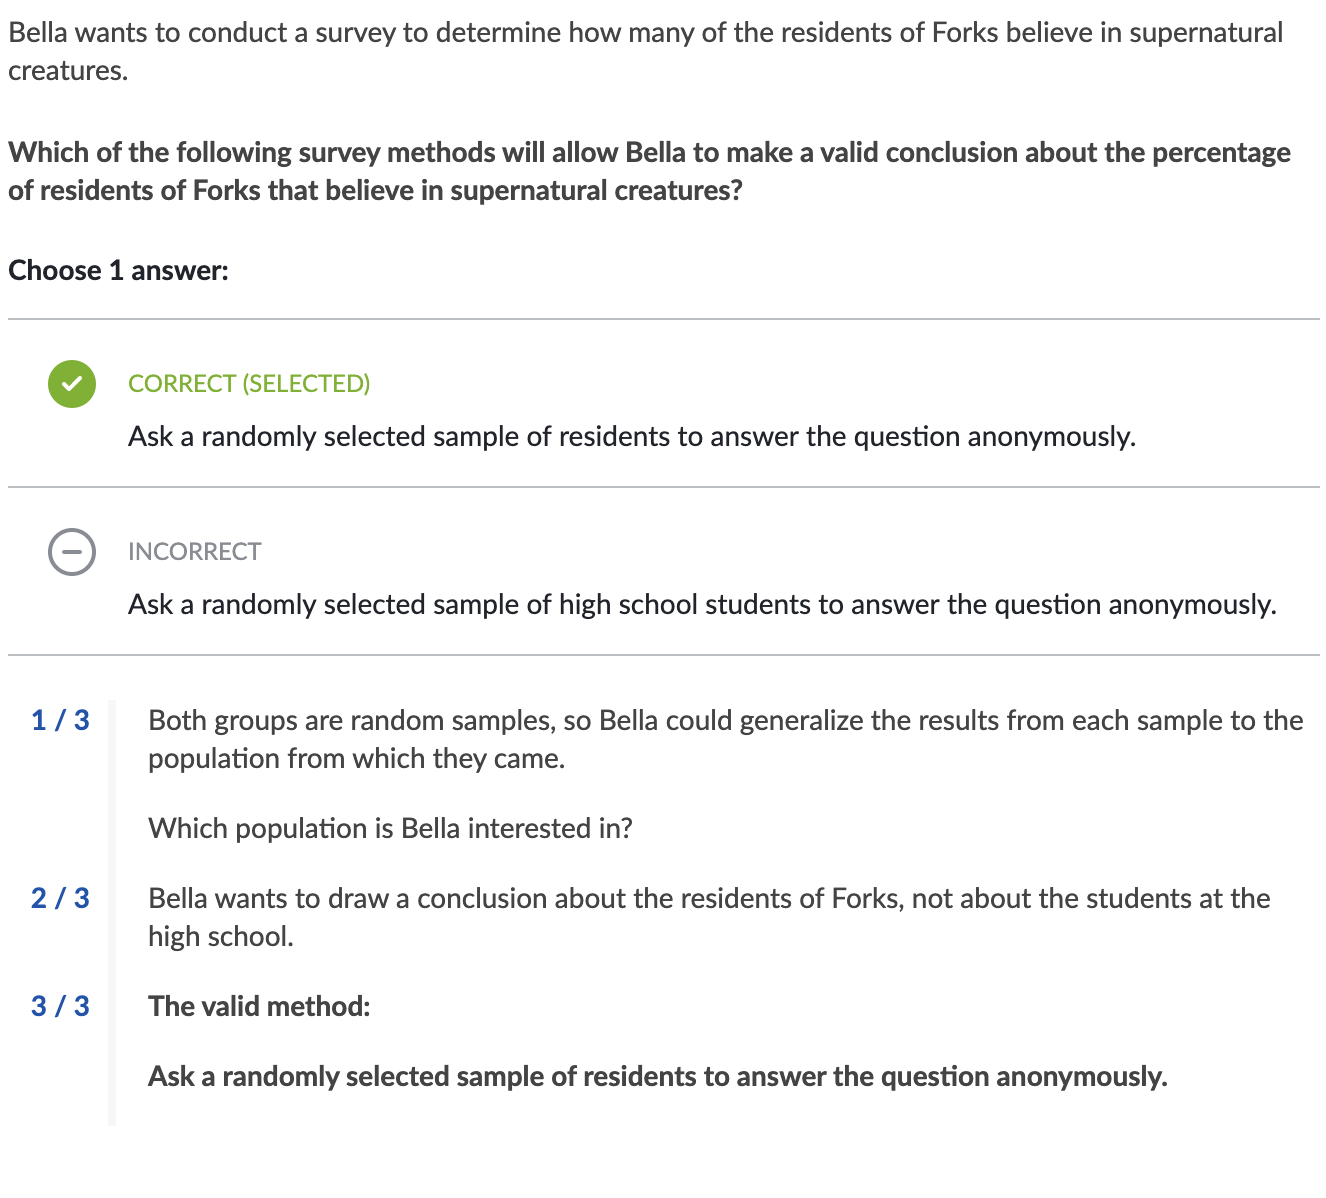 Bella wants to conduct a survey to determine how many of the residents of Forks believe in supernatural
creatures.
Which of the following survey methods will allow Bella to make a valid conclusion about the percentage
of residents of Forks that believe in supernatural creatures?
Choose 1 answer:
CORRECT (SELECTED)
Ask a randomly selected sample of residents to answer the question anonymously.
INCORRECT
Ask a randomly selected sample of high school students to answer the question anonymously.
1 / 3 Both groups are random samples, so Bella could generalize the results from each sample to the
population from which they came.
Which population is Bella interested in?
2 / 3 Bella wants to draw a conclusion about the residents of Forks, not about the students at the
high school.
3 / 3 The valid method:
Ask a randomly selected sample of residents to answer the question anonymously.